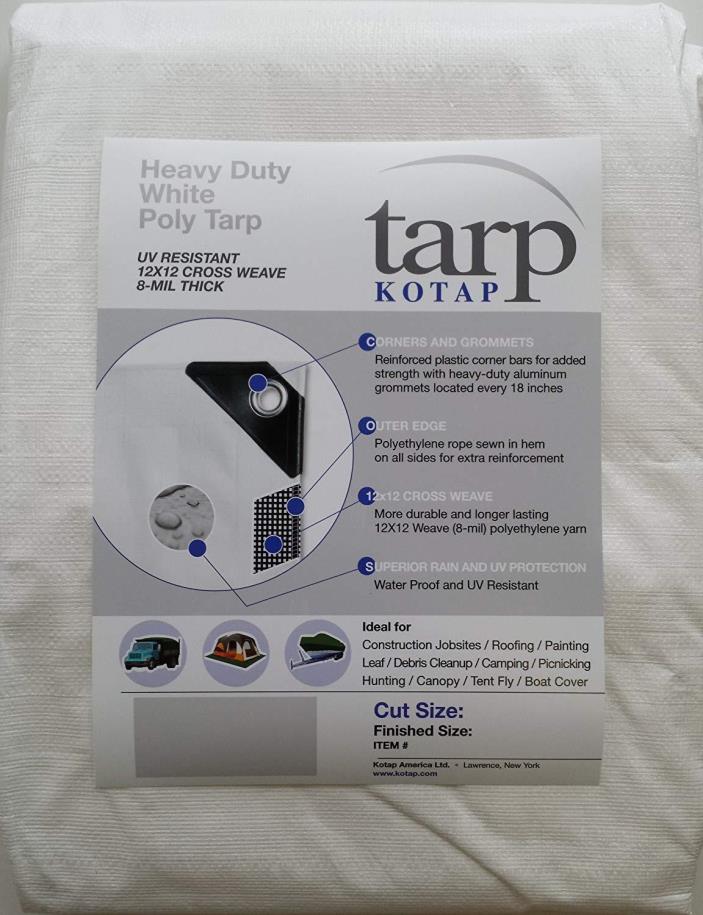 Heavy Duty
White
Poly Tarp
UV RESISTANT
12X12 CROSS WEAVE
8-MIL THICK
tarp
KOTAP
CORNERS AND GROMMETS
Reinforced plastic corner bars for added
strength with heavy-duty aluminum
grommets located every 18 inches
OUTER EDGE
Polyethylene rope sewn in hem
on all sides for extra reinforcement
12x12 CROSS WEAVE
More durable and longer lasting
12X12 Weave (8-mil) polyethylene yarn
SUPERIOR RAIN AND UV PROTECTION
Water Proof and UV Resistant
Ideal for
Construction Jobsites / Roofing / Painting
Leaf / Debris Cleanup / Camping / Picnicking
Hunting / Canopy / Tent Fly / Boat Cover
Cut Size:
Finished Size:
ITEM #
Kotap America Ltd. • Lawrence, New York
www.kotap.com